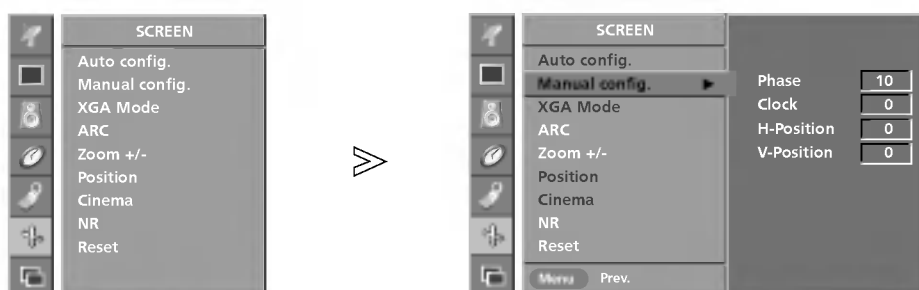 SCREEN
Auto config.
Manual config.
XGA Mode
ARC
Zoom +/-
Position
Cinema
NR
Reset
SCREEN
Auto config.
Manual config.
XGA Mode
ARC
Zoom +/-
Position
Cinema
NR
Reset
Menu Prev.
Phase 10
Clock 0
H-Position 0
V-Position 0